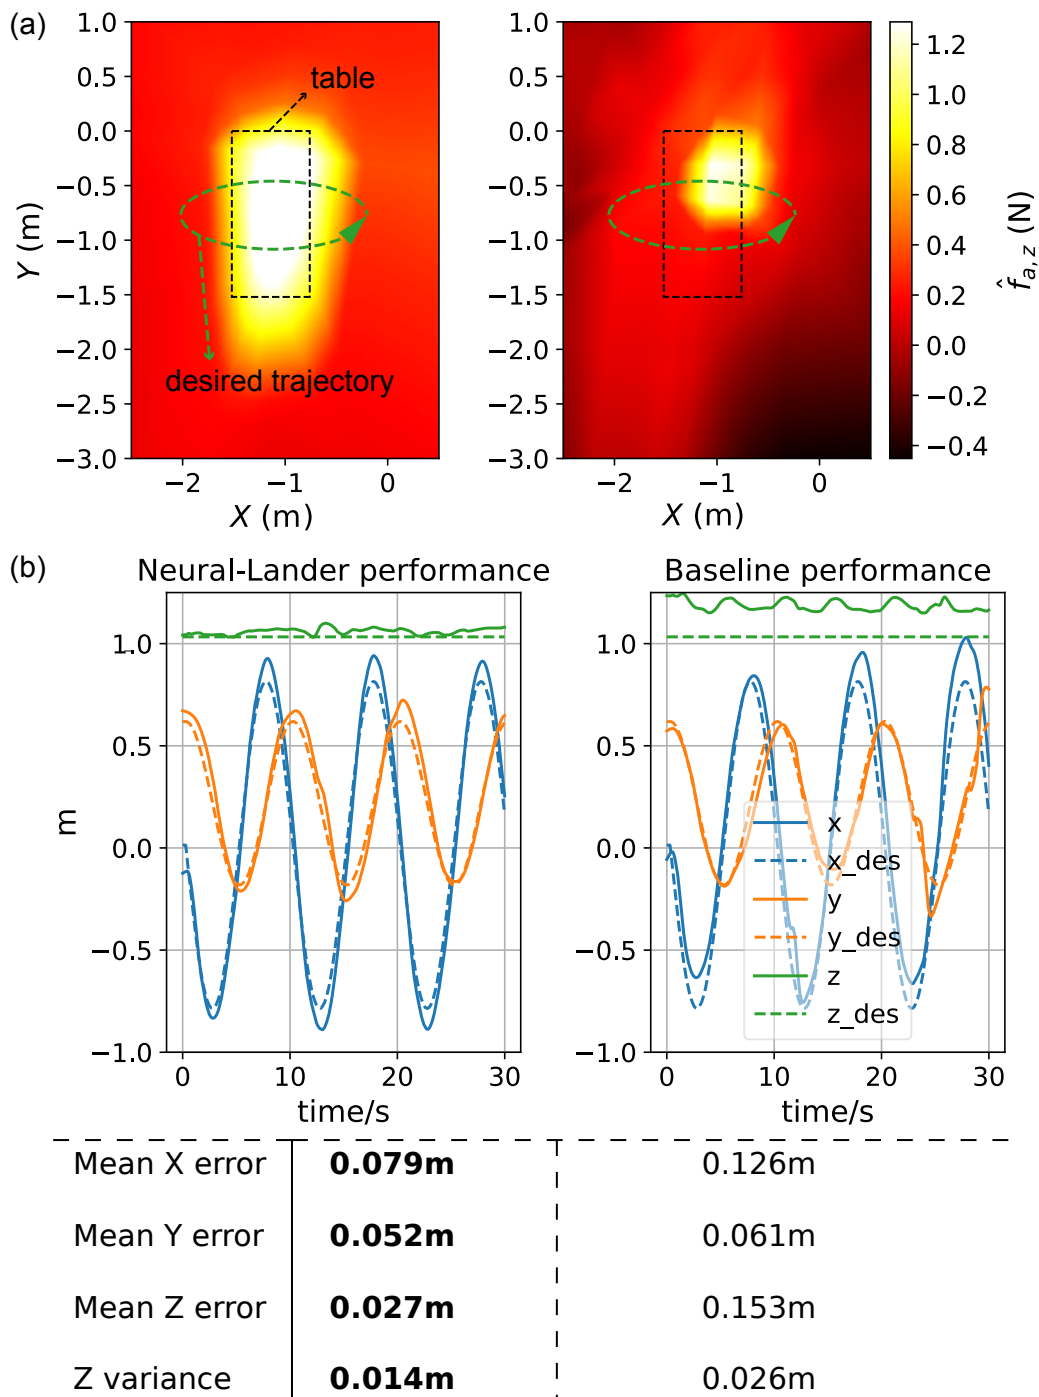 (a)
1.0
0.5
0.0
−0.5
−1.0
−1.5
−2.0
−2.5
−3.0
Y (m)
table
desired trajectory
−2
−1
0
X (m)
1.0
0.5
0.0
−0.5
−1.0
−1.5
−2.0
−2.5
−3.0
−2
−1
0
X (m)
1.2
1.0
0.8
0.6
0.4
0.2
0.0
−0.2
−0.4
f̂a,z (N)
(b)
Neural-Lander performance
1.0
0.5
0.0
−0.5
−1.0
m
0
10
20
30
time/s
Baseline performance
1.0
0.5
0.0
−0.5
−1.0
x
x_des
y
y_des
z
z_des
0
10
20
30
time/s
Mean X error 0.079m 0.126m
Mean Y error 0.052m 0.061m
Mean Z error 0.027m 0.153m
Z variance 0.014m 0.026m